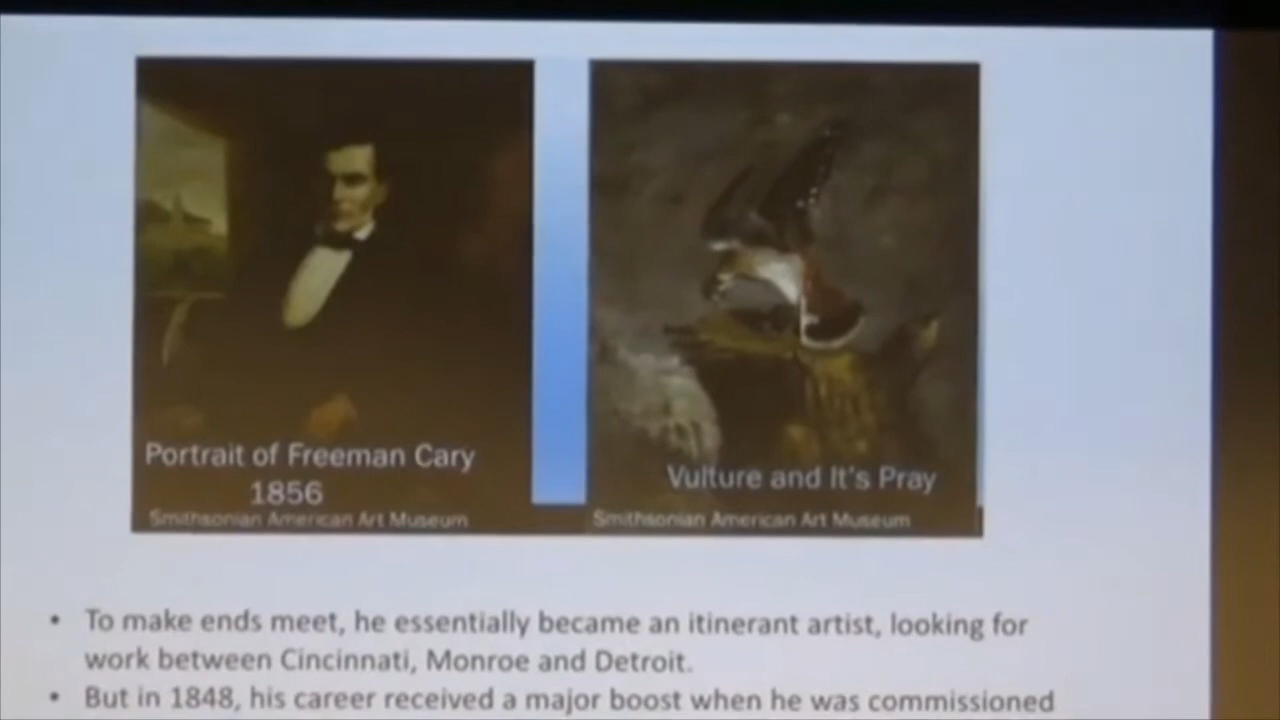 Portrait of Freeman Cary
1856
Smithsonian American Art Museum
Vulture and It's Pray
Smithsonian American Art Museum
• To make ends meet, he essentially became an itinerant artist, looking for
work between Cincinnati, Monroe and Detroit.
• But in 1848, his career received a major boost when he was commissioned